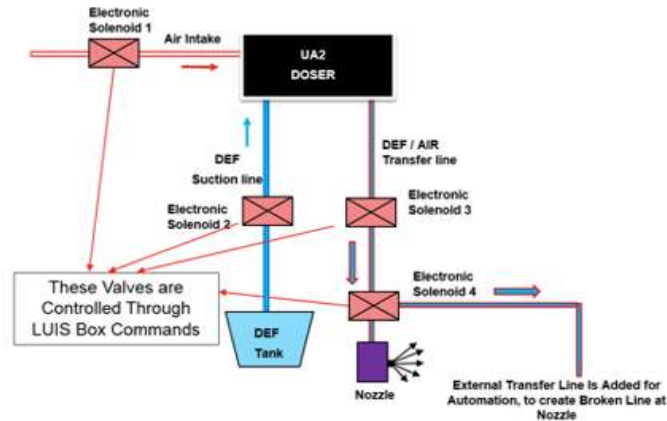 Electronic
Solenoid 1
Air Intake
UA2
DOSER
DEF
Suction line
DEF / AIR
Transfer line
Electronic
Solenoid 2
Electronic
Solenoid 3
These Valves are
Controlled Through
LUIS Box Commands
Electronic
Solenoid 4
DEF
Tank
Nozzle
External Transfer Line Is Added for
Automation, to create Broken Line at
Nozzle